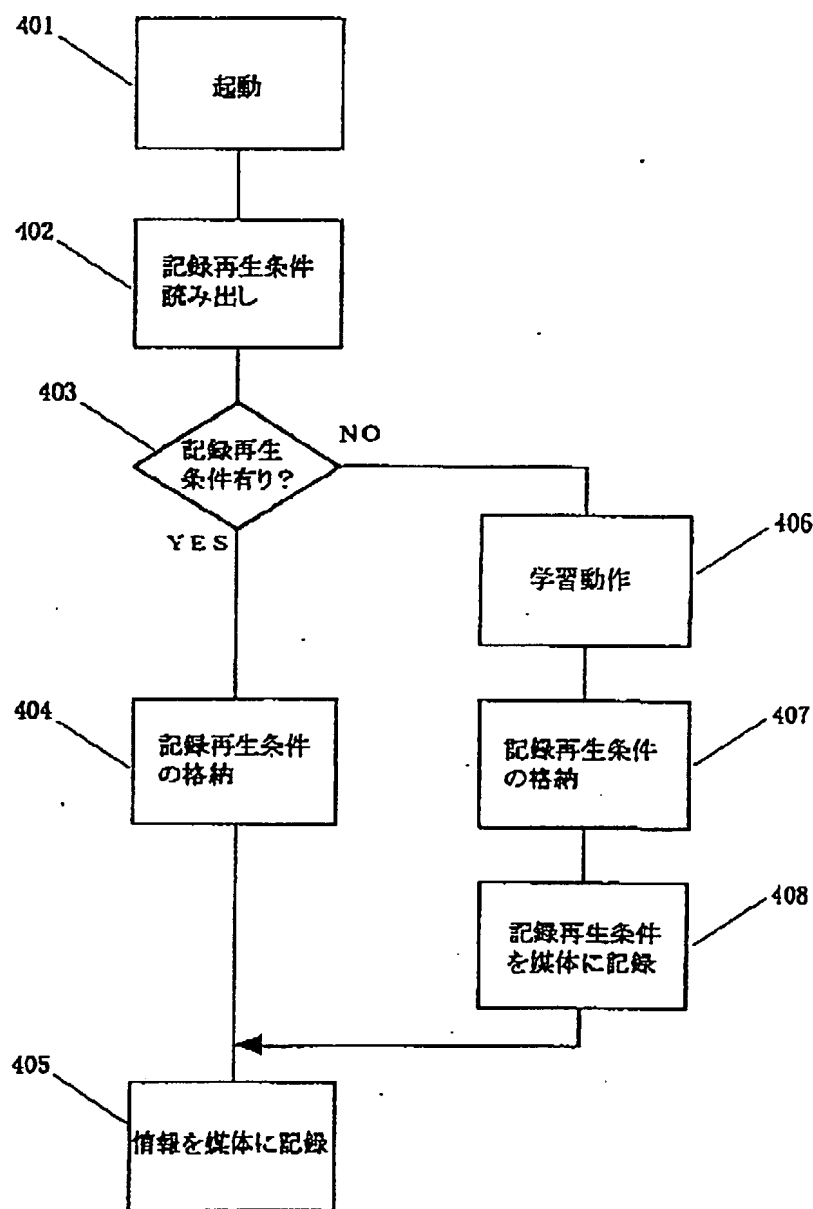 401
起動
402
記録再生条件
読み出し
403
記録再生
条件有り?
NO
YES
406
学習動作
404
記録再生条件
の格納
407
記録再生条件
の格納
408
記録再生条件
を媒体に記録
405
情報を媒体に記録